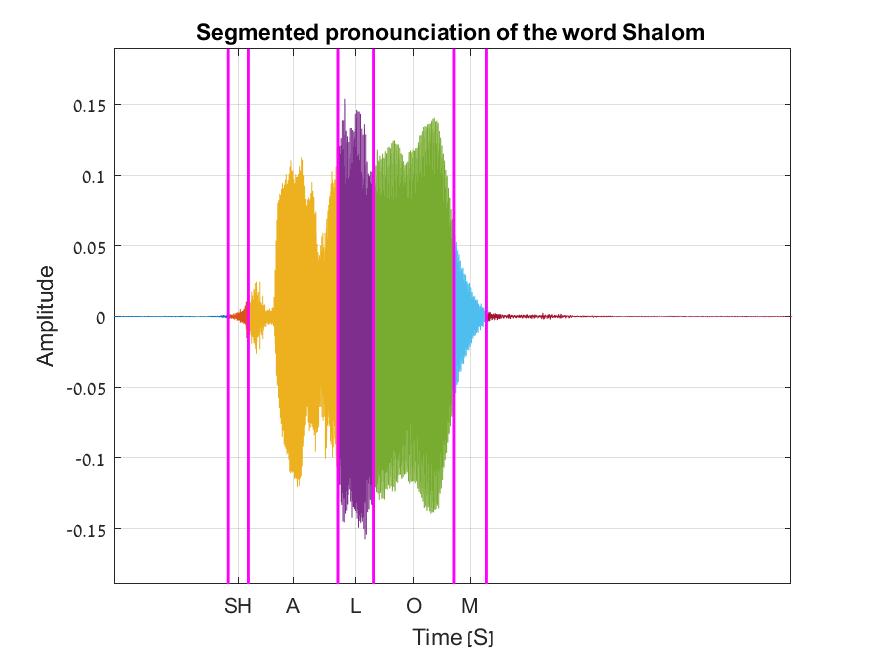 Segmented pronounciation of the word Shalom
Amplitude
0.15
0.1
0.05
0
-0.05
-0.1
-0.15
SH A L O M
Time [S]